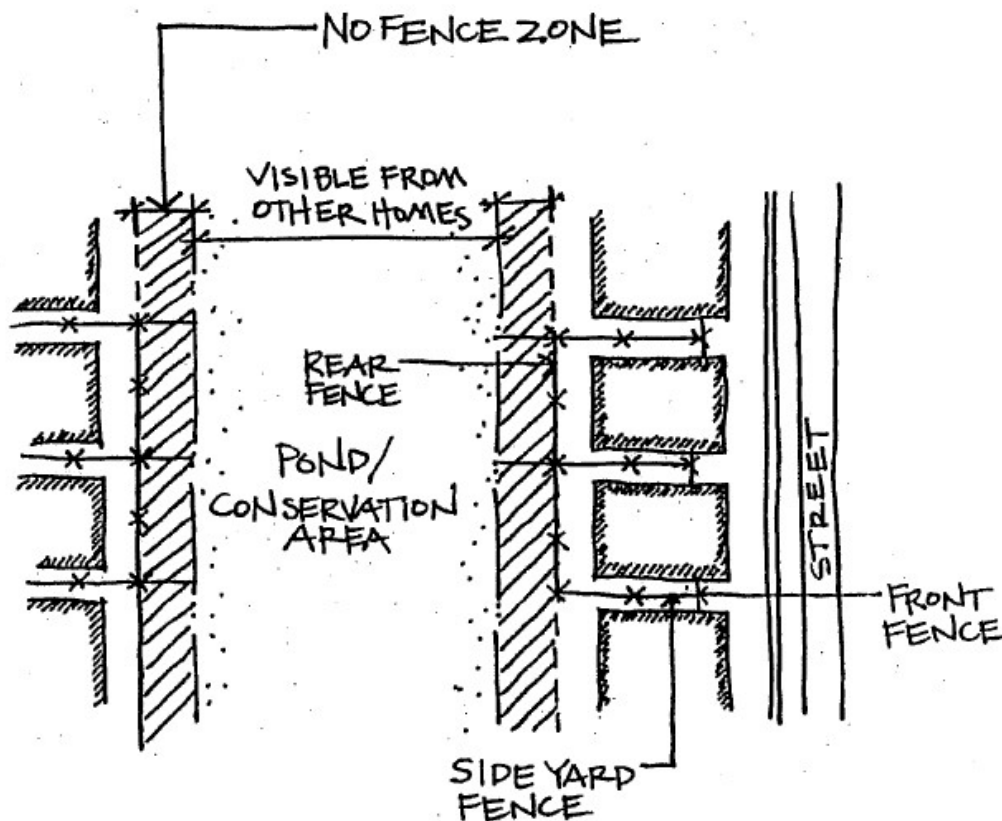 NO FENCE ZONE
VISIBLE FROM
OTHER HOMES
REAR
FENCE
POND/
CONSERVATION
AREA
STREET
FRONT
FENCE
SIDE YARD
FENCE